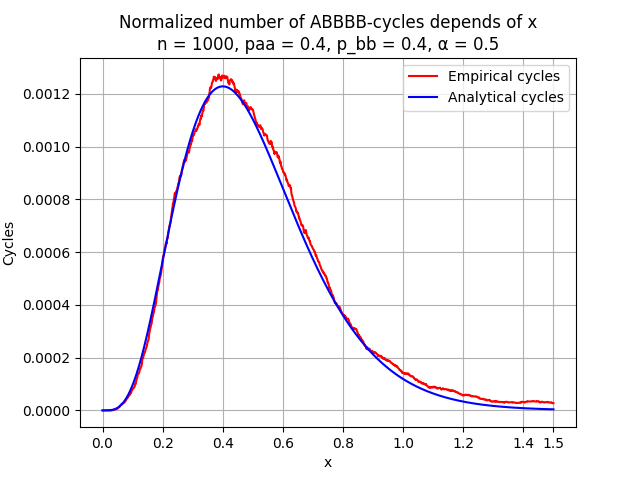 Normalized number of ABBBB-cycles depends of x
n = 1000, paa = 0.4, p_bb = 0.4, α = 0.5
Empirical cycles
Analytical cycles
Cycles
0.0012
0.0010
0.0008
0.0006
0.0004
0.0002
0.0000
0.0 0.2 0.4 0.6 0.8 1.0 1.2 1.4 1.5
x